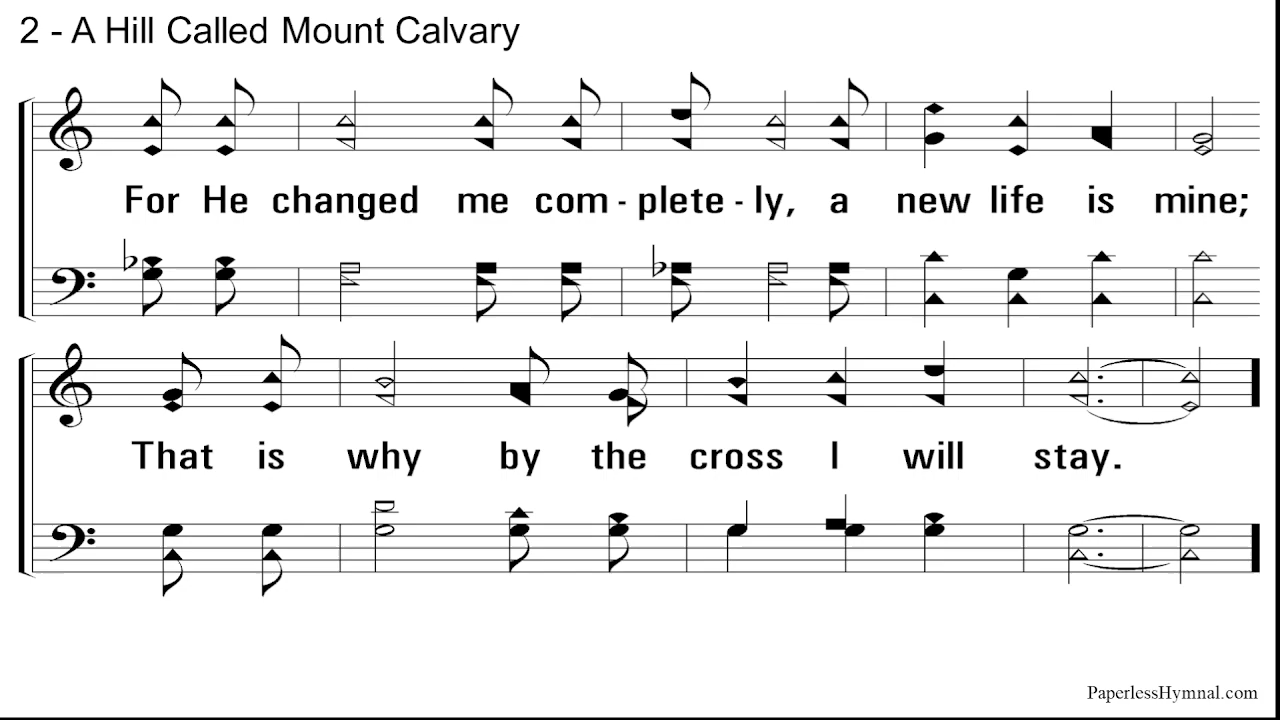 2 - A Hill Called Mount Calvary
For He changed me com - plete - ly, a new life is mine;
That is why by the cross I will stay.
PaperlessHymnal.com